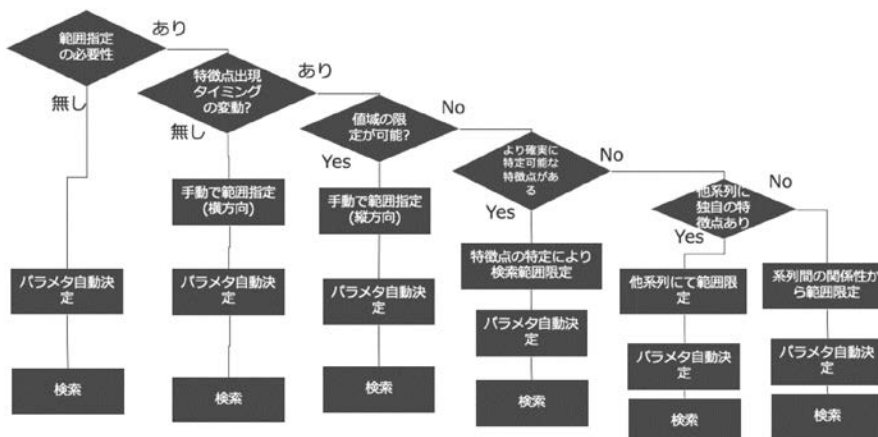 範囲指定
の必要性
あり
無し
特徴点出現
タイミング
の変動?
あり
無し
値域の限
定が可能?
No
Yes
より確実に
特定可能な
特徴点がある
る
No
Yes
他系列に
独自の特
徴点あり
No
Yes
手動で範囲指定
(横方向)
手動で範囲指定
(縦方向)
特徴点の特定により
検索範囲限定
他系列にて範囲限
定
系列間の関係性か
ら範囲限定
パラメタ自動決
定
パラメタ自動決
定
パラメタ自動決
定
パラメタ自動決
定
パラメタ自動決
定
パラメタ自動決
定
検索
検索
検索
検索
検索
検索